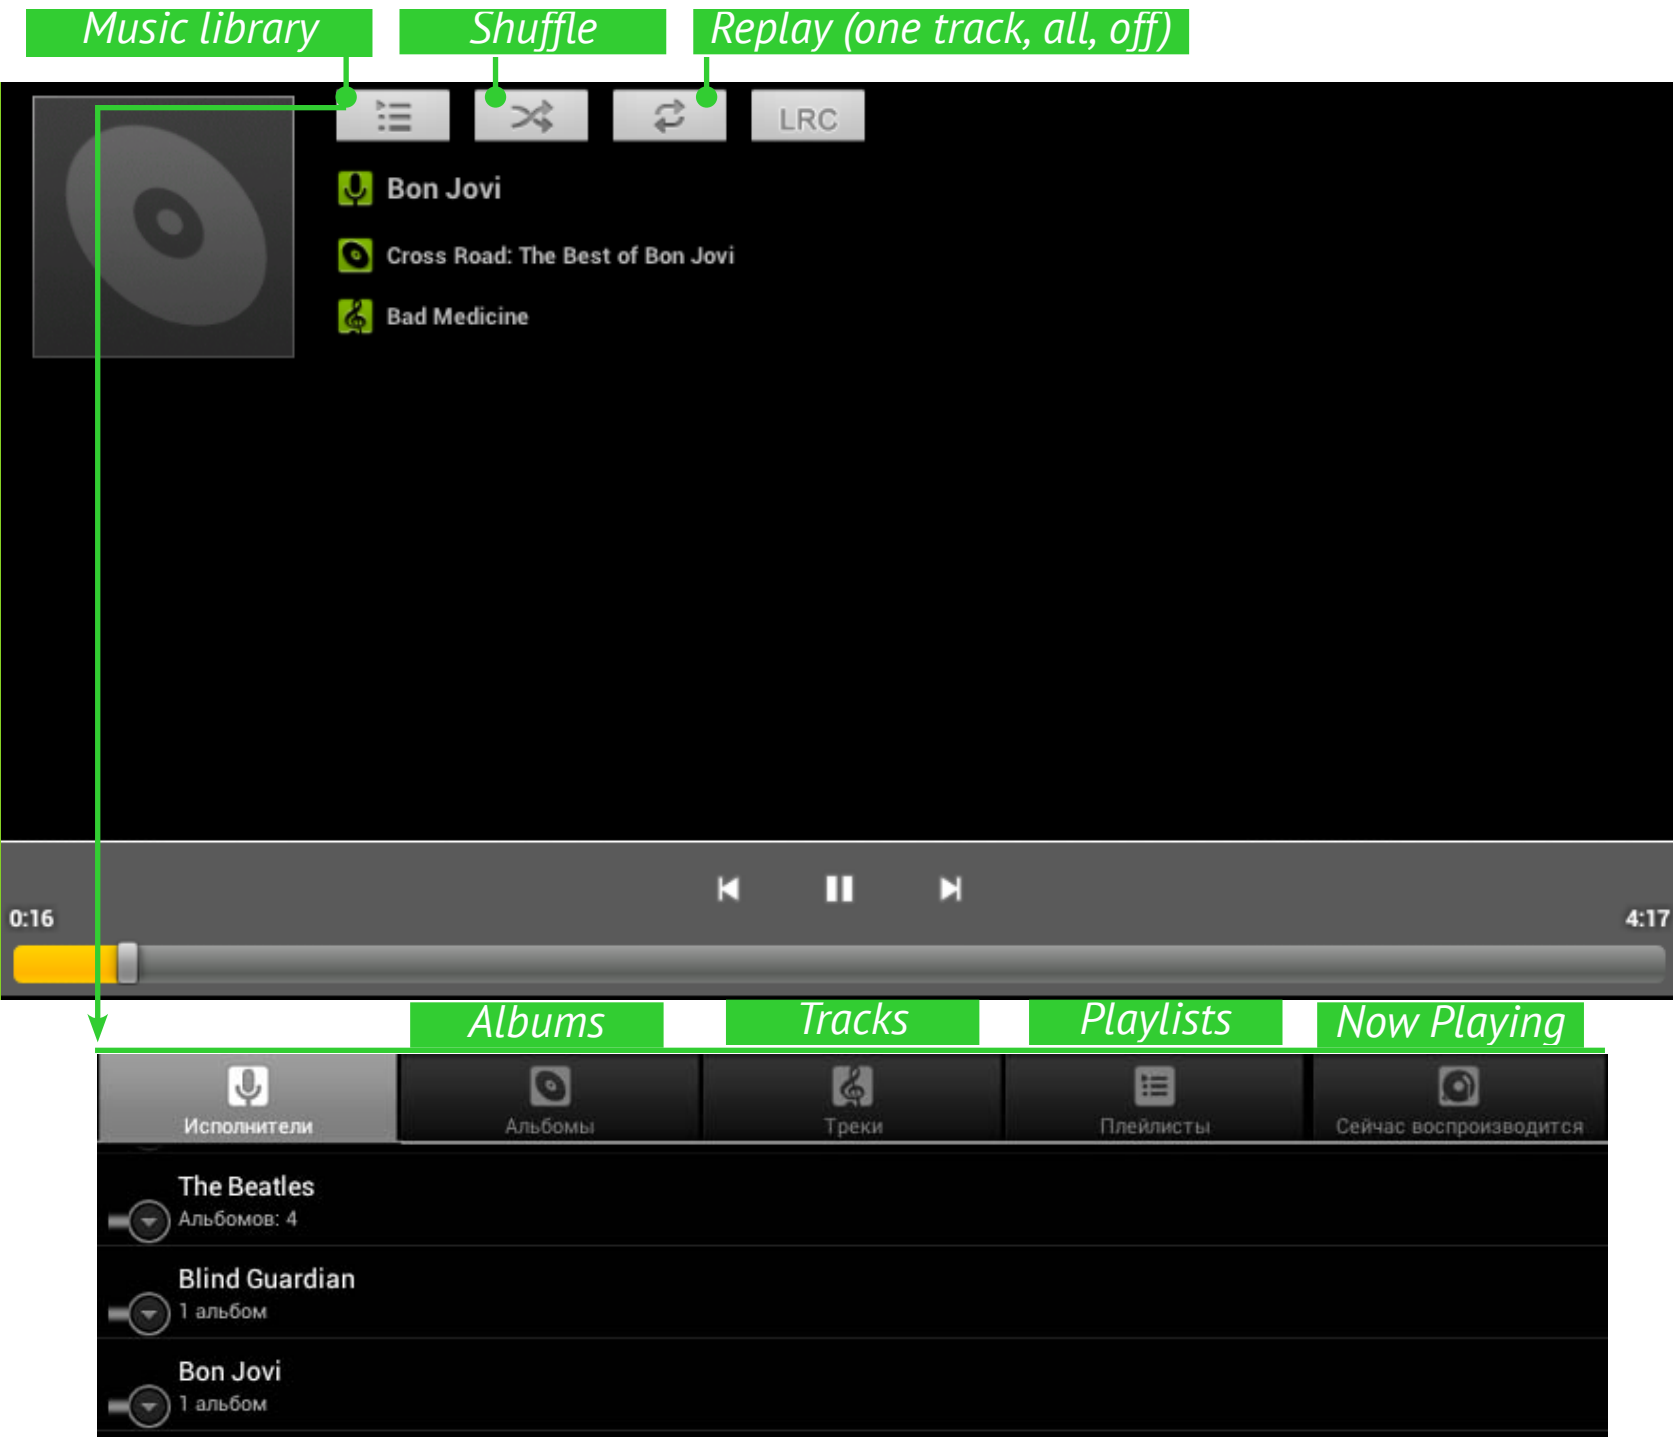 Music library
Shuffle
Replay (one track, all, off)
LRC
Bon Jovi
Cross Road: The Best of Bon Jovi
Bad Medicine
0:16
4:17
Albums
Tracks
Playlists
Now Playing
Исполнители
Альбомы
Треки
Плейлисты
Сейчас воспроизводится
The Beatles
Альбомов: 4
Blind Guardian
1 альбом
Bon Jovi
1 альбом